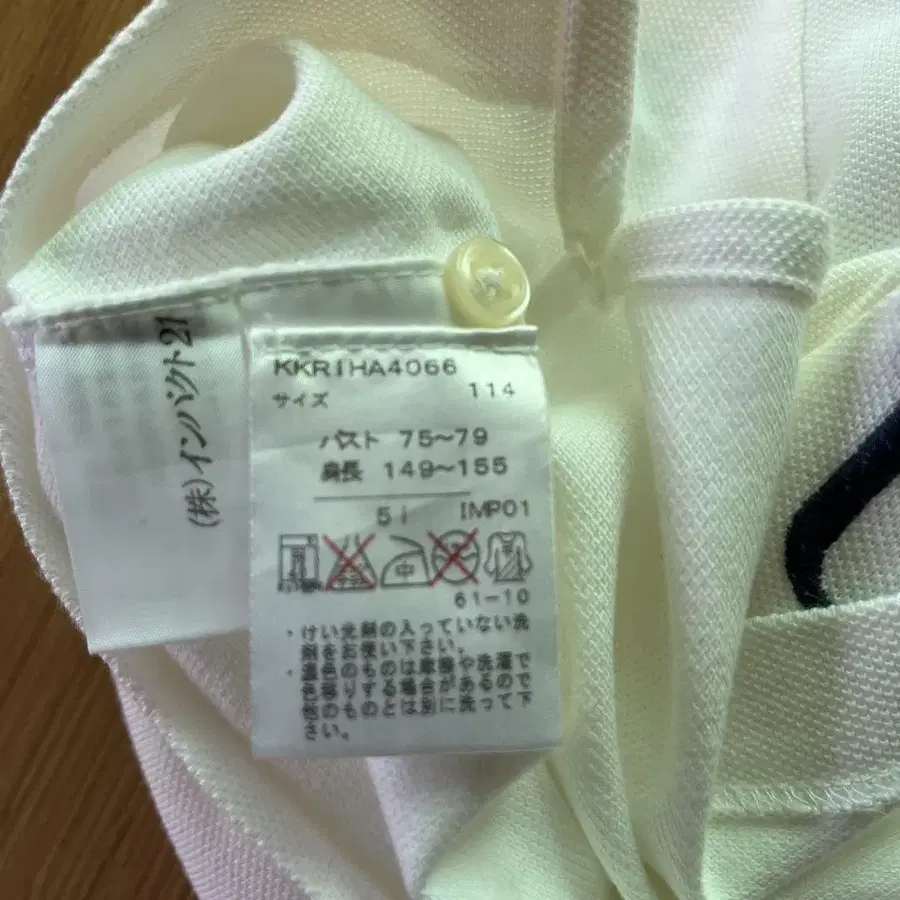 (株)インパクト21
KKRIHA4066
サイズ 114
バスト 75～79
身長 149～155
51 IMP01
中
61-10
・けい光剤の入っていない洗
剤をお使い下さい。
・濃色のものは摩擦や洗濯で
色移りする場合があるので
他のものとは別に洗って下
さい。